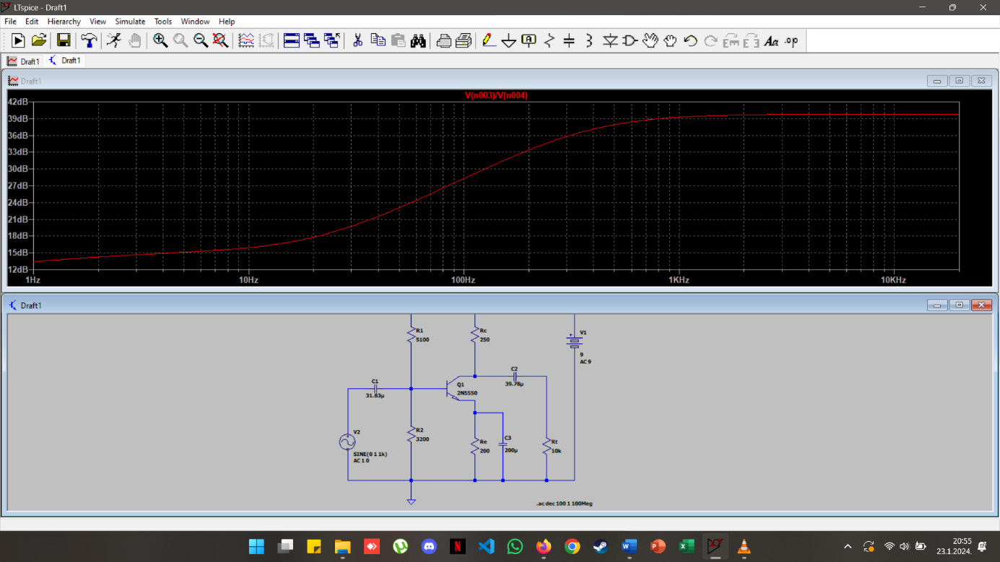 LTspice - Draft1
File Edit Hierarchy View Simulate Tools Window Help
A Aa .op
Draft1 Draft1
Draft1
V(n003)/V(n004)
42dB
39dB
36dB
33dB
30dB
27dB
24dB
21dB
18dB
15dB
12dB
1Hz 10Hz 100Hz 1KHz 10KHz
Draft1
R1
5100
Rc
250
V1
+
9
AC 9
C1
31.83µ
Q1
2N5550
C2
39.78µ
V2
SINE(0 1 1k)
AC 1 0
R2
3200
Re
200
C3
200µ
Rt
10k
.ac dec 100 1 100Meg
20:55
23.1.2024.